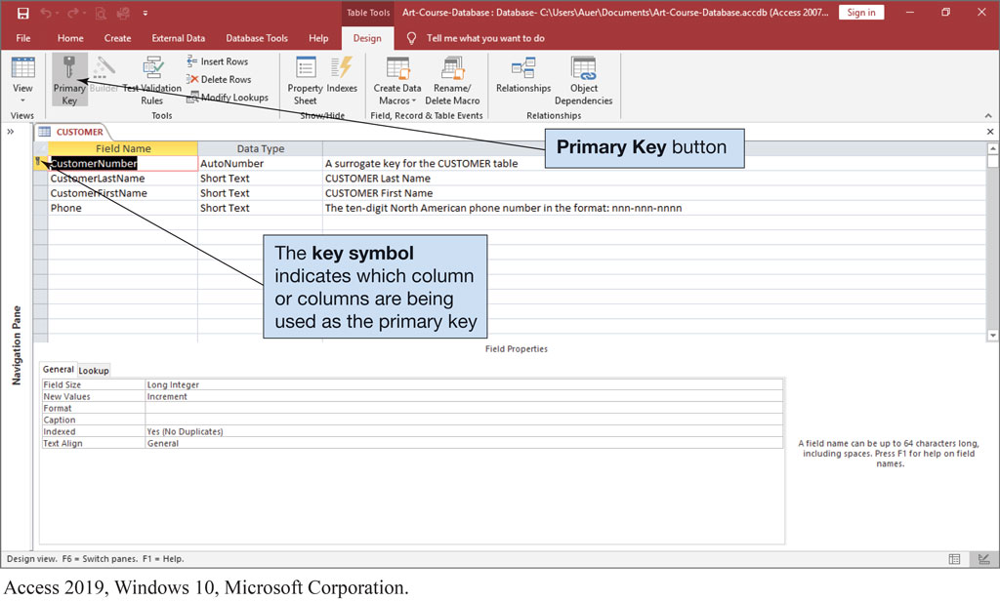 Table Tools
Art-Course-Database : Database- C:\Users\Auer\Documents\Art-Course-Database.accdb (Access 2007...
Sign in
File Home Create External Data Database Tools Help Design Tell me what you want to do
View
Primary Key
Builder
Test Validation Rules
Insert Rows
Delete Rows
Modify Lookups
Property Sheet
Indexes
Create Data Macros
Rename/ Delete Macro
Relationships
Object Dependencies
Views
Tools
Show/Hide
Field, Record & Table Events
Relationships
CUSTOMER
Primary Key button
Field Name Data Type
CustomerNumber AutoNumber A surrogate key for the CUSTOMER table
CustomerLastName Short Text CUSTOMER Last Name
CustomerFirstName Short Text CUSTOMER First Name
Phone Short Text The ten-digit North American phone number in the format: nnn-nnn-nnnn
The key symbol
indicates which column
or columns are being
used as the primary key
Navigation Pane
Field Properties
General Lookup
Field Size Long Integer
New Values Increment
Format
Caption
Indexed Yes (No Duplicates)
Text Align General
A field name can be up to 64 characters long,
including spaces. Press F1 for help on field
names.
Design view. F6 = Switch panes. F1 = Help.
Access 2019, Windows 10, Microsoft Corporation.